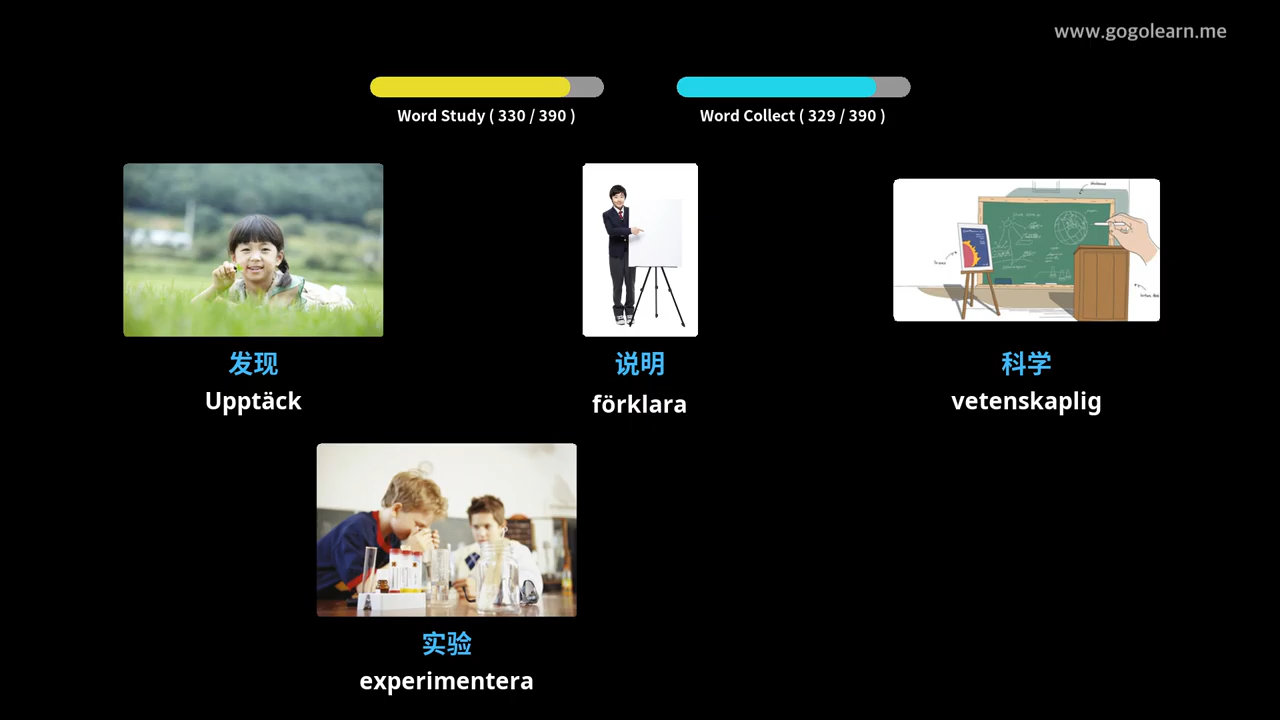 www.gogolearn.me
Word Study ( 330 / 390 )
Word Collect ( 329 / 390 )
发现
Upptäck
说明
förklara
科学
vetenskaplig
实验
experimentera